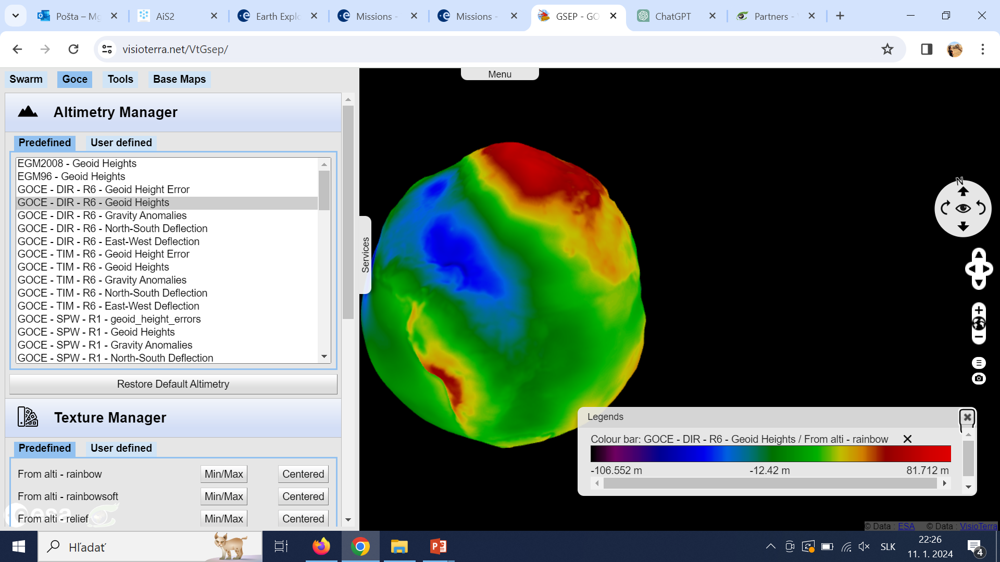 Pošta – Mg
AiS2
Earth Explo
Missions -
Missions -
GSEP - GO
ChatGPT
Partners -
visioterra.net/VtGsep/
Swarm Goce Tools Base Maps
Menu
Altimetry Manager
Predefined User defined
EGM2008 - Geoid Heights
EGM96 - Geoid Heights
GOCE - DIR - R6 - Geoid Height Error
GOCE - DIR - R6 - Geoid Heights
GOCE - DIR - R6 - Gravity Anomalies
GOCE - DIR - R6 - North-South Deflection
GOCE - DIR - R6 - East-West Deflection
GOCE - TIM - R6 - Geoid Height Error
GOCE - TIM - R6 - Geoid Heights
GOCE - TIM - R6 - Gravity Anomalies
GOCE - TIM - R6 - North-South Deflection
GOCE - TIM - R6 - East-West Deflection
GOCE - SPW - R1 - geoid_height_errors
GOCE - SPW - R1 - Geoid Heights
GOCE - SPW - R1 - Gravity Anomalies
GOCE - SPW - R1 - North-South Deflection
Restore Default Altimetry
Services
N
Texture Manager
Predefined User defined
From alti - rainbow Min/Max Centered
From alti - rainbowsoft Min/Max Centered
From alti - relief Min/Max Centered
esa
Legends
Colour bar: GOCE - DIR - R6 - Geoid Heights / From alti - rainbow
-106.552 m -12.42 m 81.712 m
© Data : ESA © Data : VisioTerra
Hľadať
SLK
22:26
11. 1. 2024
4